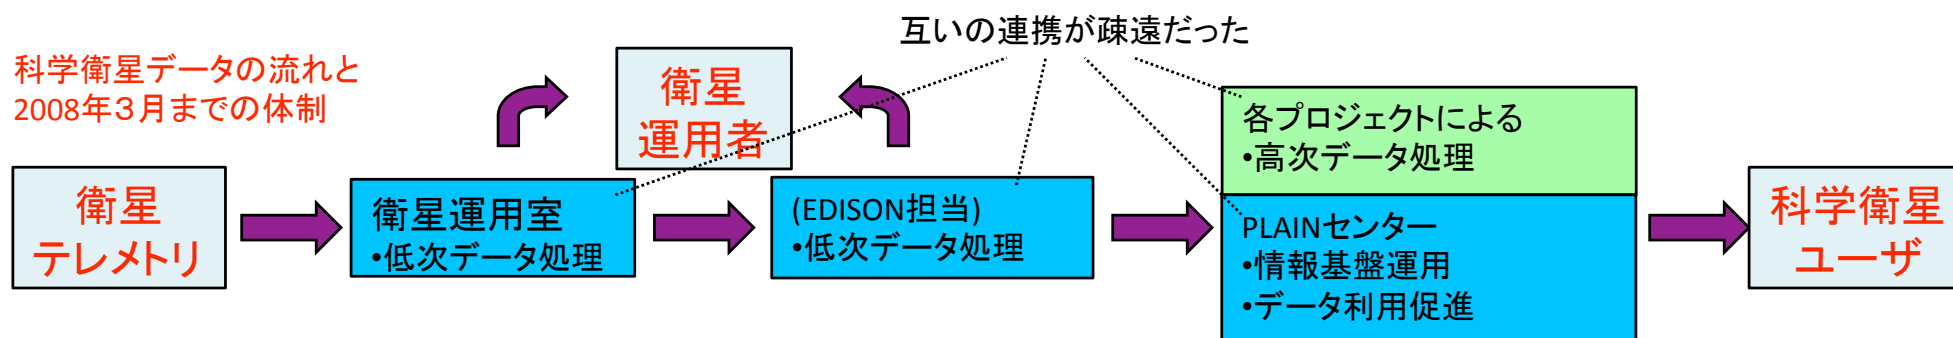 互いの連携が疎遠だった
科学衛星データの流れと
2008年３月までの体制
衛星
運用者
衛星
テレメトリ
衛星運用室
•低次データ処理
(EDISON担当)
•低次データ処理
各プロジェクトによる
•高次データ処理
PLAINセンター
•情報基盤運用
•データ利用促進
科学衛星
ユーザ